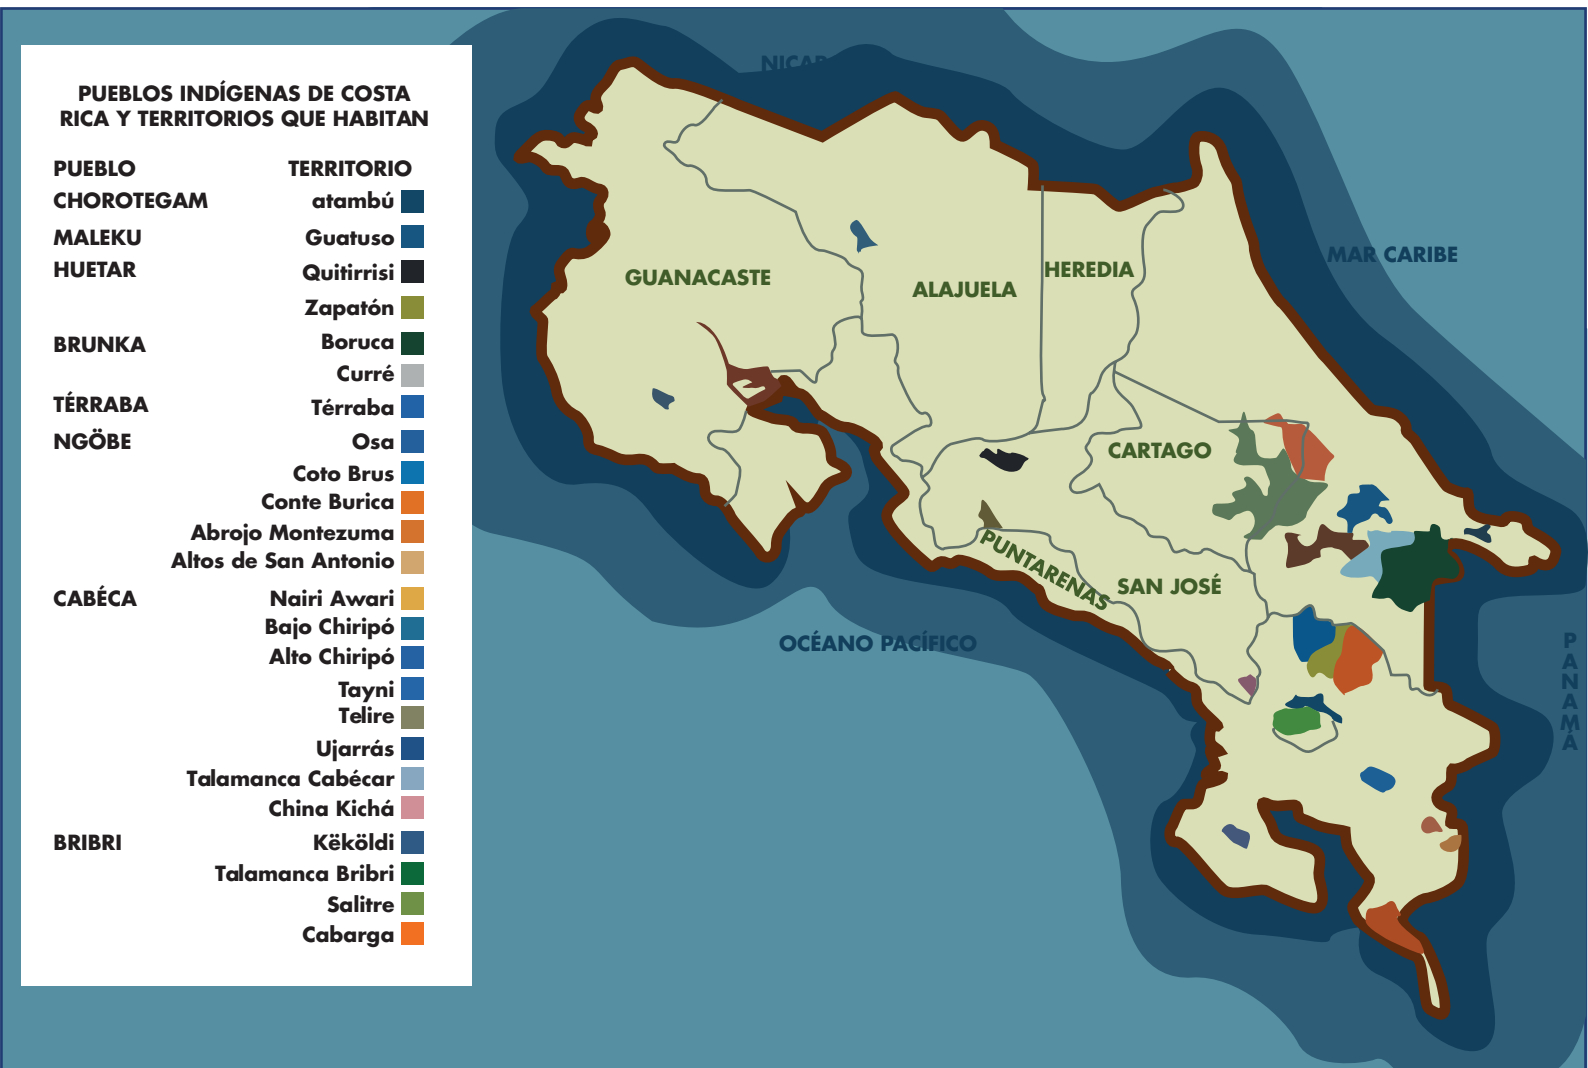 PUEBLOS INDÍGENAS DE COSTA
RICA Y TERRITORIOS QUE HABITAN
PUEBLO TERRITORIO
CHOROTEGAM atambú
MALEKU Guatuso
HUETAR Quitirrisi
Zapatón
BRUNKA Boruca
Curré
TÉRRABA Térraba
NGÖBE Osa
Coto Brus
Conte Burica
Abrojo Montezuma
Altos de San Antonio
CABÉCA Nairi Awari
Bajo Chiripó
Alto Chiripó
Tayni
Telire
Ujarrás
Talamanca Cabécar
China Kichá
BRIBRI Këköldi
Talamanca Bribri
Salitre
Cabarga
NICAR
MAR CARIBE
GUANACASTE
ALAJUELA
HEREDIA
CARTAGO
PUNTARENAS
SAN JOSÉ
OCÉANO PACÍFICO
PANAMÁ